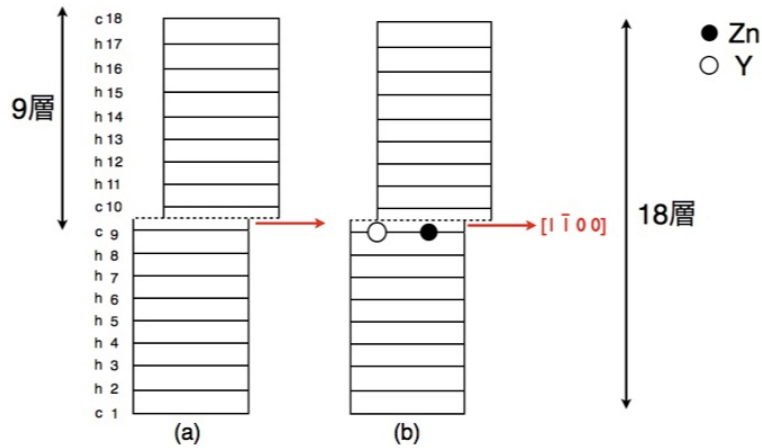 c 18
h 17
h 16
h 15
h 14
h 13
h 12
h 11
c 10
c 9
h 8
h 7
h 6
h 5
h 4
h 3
h 2
c 1
9層
(a)
(b)
[1 1̄ 0 0]
18層
Zn
Y